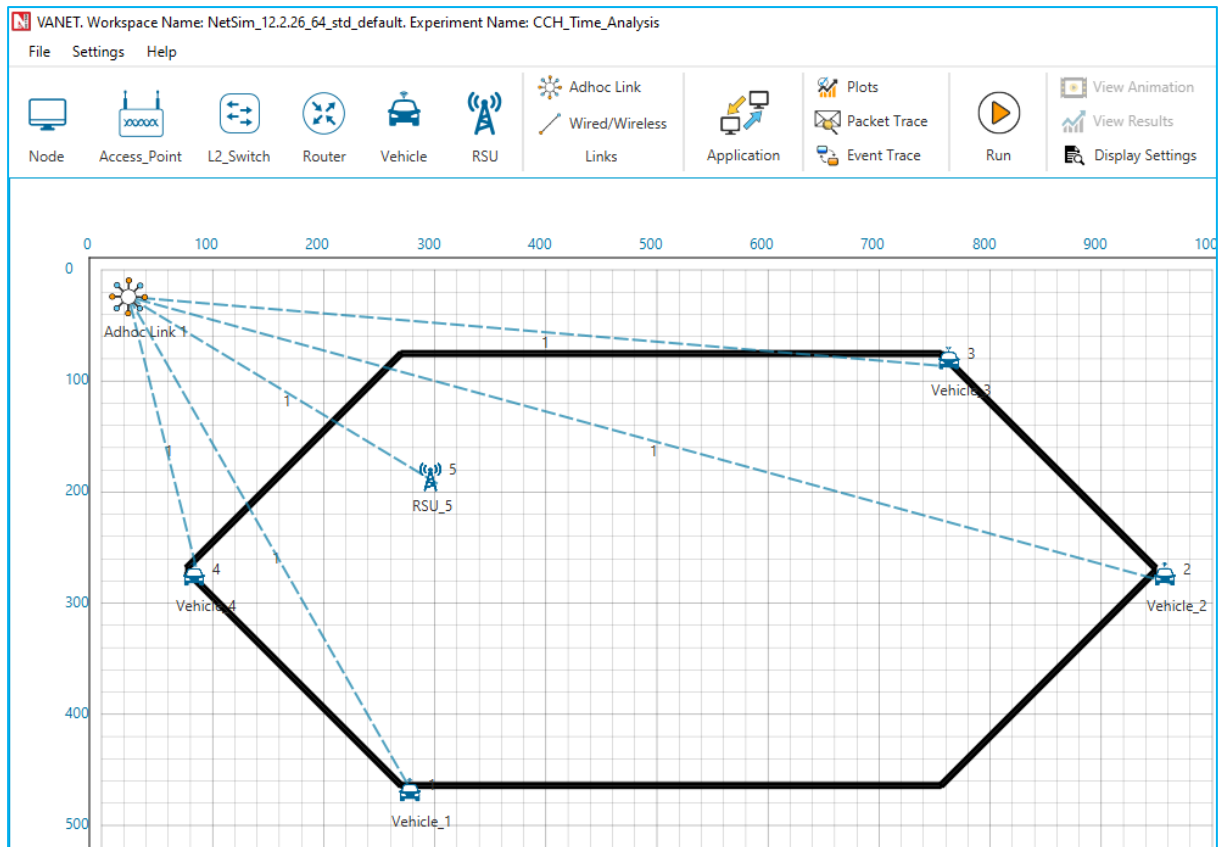 VANET. Workspace Name: NetSim_12.2.26_64_std_default. Experiment Name: CCH_Time_Analysis
File Settings Help
Node
Access_Point
L2_Switch
Router
Vehicle
RSU
Adhoc Link
Wired/Wireless
Links
Application
Plots
Packet Trace
Event Trace
Run
View Animation
View Results
Display Settings
0 100 200 300 400 500 600 700 800 900 100
0
100
200
300
400
500
Adhoc Link 1
1
1
1
1
1
3
Vehicle_3
5
RSU_5
4
Vehicle_4
2
Vehicle_2
1
Vehicle_1